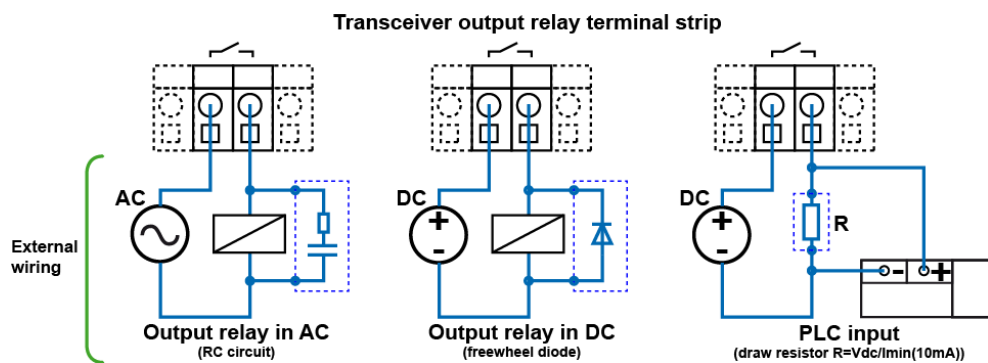 Transceiver output relay terminal strip
AC
DC
+
-
DC
+
-
R
- +
External
wiring
Output relay in AC
(RC circuit)
Output relay in DC
(freewheel diode)
PLC input
(draw resistor R=Vdc/Imin(10mA))